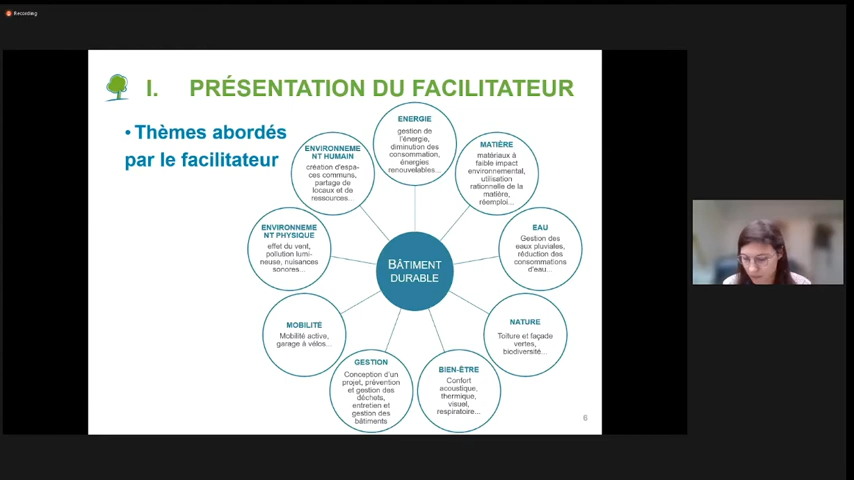 Recording
I. PRÉSENTATION DU FACILITATEUR
• Thèmes abordés
par le facilitateur
ENERGIE
gestion de
l'énergie,
diminution des
consommation,
énergies
renouvelables...
MATIÈRE
matériaux à
faible impact
environnemental,
utilisation
rationnelle de la
matière,
réemploi...
EAU
Gestion des
eaux pluviales,
réduction des
consommations
d'eau...
NATURE
Toiture et façade
vertes,
biodiversité...
BIEN-ÊTRE
Confort
acoustique,
thermique,
visuel,
respiratoire...
GESTION
Conception d'un
projet, prévention
et gestion des
déchets,
entretien et
gestion des
bâtiments
MOBILITÉ
Mobilité active,
garage à vélos...
ENVIRONNEME
NT PHYSIQUE
effet du vent,
pollution lumi-
neuse, nuisances
sonores...
ENVIRONNEME
NT HUMAIN
création d'espa-
ces communs,
partage de
locaux et de
ressources...
BÂTIMENT
DURABLE
6